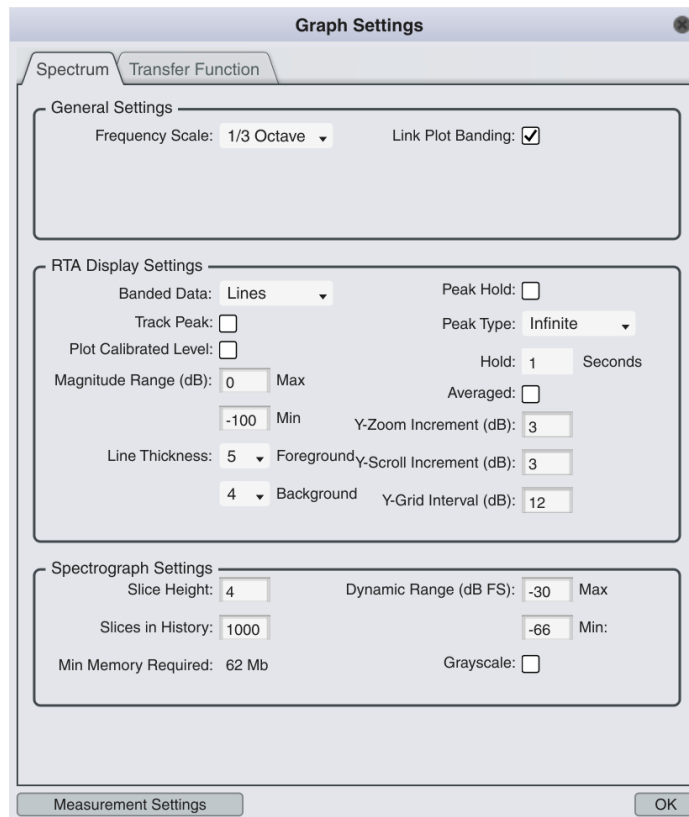 Graph Settings
Spectrum Transfer Function
General Settings
Frequency Scale: 1/3 Octave Link Plot Banding:
RTA Display Settings
Banded Data: Lines Peak Hold:
Track Peak: Peak Type: Infinite
Plot Calibrated Level: Hold: 1 Seconds
Magnitude Range (dB): 0 Max Averaged:
-100 Min Y-Zoom Increment (dB): 3
Line Thickness: 5 Foreground Y-Scroll Increment (dB): 3
4 Background Y-Grid Interval (dB): 12
Spectrograph Settings
Slice Height: 4 Dynamic Range (dB FS): -30 Max
Slices in History: 1000 -66 Min:
Min Memory Required: 62 Mb Grayscale:
Measurement Settings OK